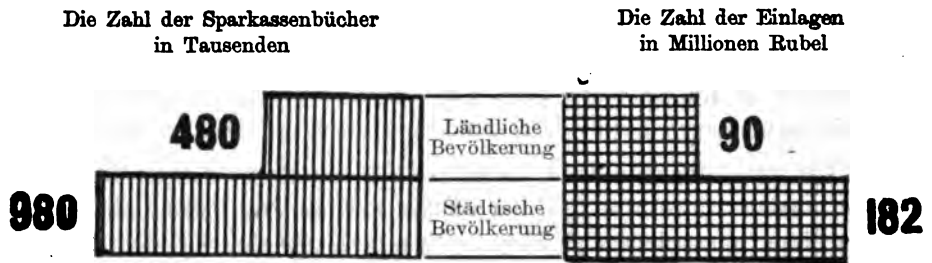 Die Zahl der Sparkassenbücher
in Tausenden
Die Zahl der Einlagen
in Millionen Rubel
480
Ländliche
Bevölkerung
90
980
Städtische
Bevölkerung
182